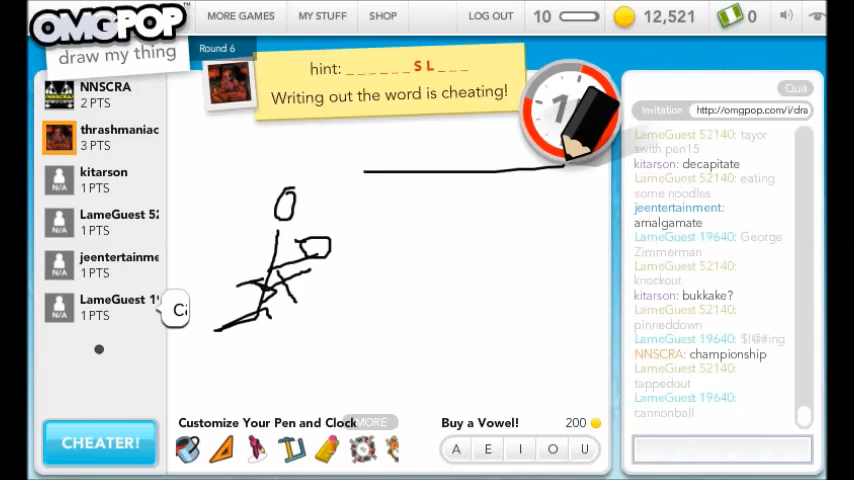 OMGPOP™
draw my thing
MORE GAMES
MY STUFF
SHOP
LOG OUT
10
12,521
0
Round 6
hint: _ _ _ _ _ _ S L _ _ _
Writing out the word is cheating!
NNSCRA
2 PTS
thrashmaniac
3 PTS
N/A
kitarson
1 PTS
N/A
LameGuest 52
1 PTS
N/A
jeentertainme
1 PTS
N/A
LameGuest 1
1 PTS
CHEATER!
Customize Your Pen and Clock
MORE
Buy a Vowel!
200
A E I O U
Quit
Invitation http://omgpop.com/i/dra
LameGuest 52140: tayor
swith pen15
kitarson: decapitate
LameGuest 52140: eating
some noodles
jeentertainment:
amalgamate
LameGuest 19640: George
Zimmerman
LameGuest 52140:
knockout
kitarson: bukkake?
LameGuest 52140:
pinneddown
LameGuest 19640: $!@#ing
NNSCRA: championship
LameGuest 52140:
tappedout
LameGuest 19640:
cannonball